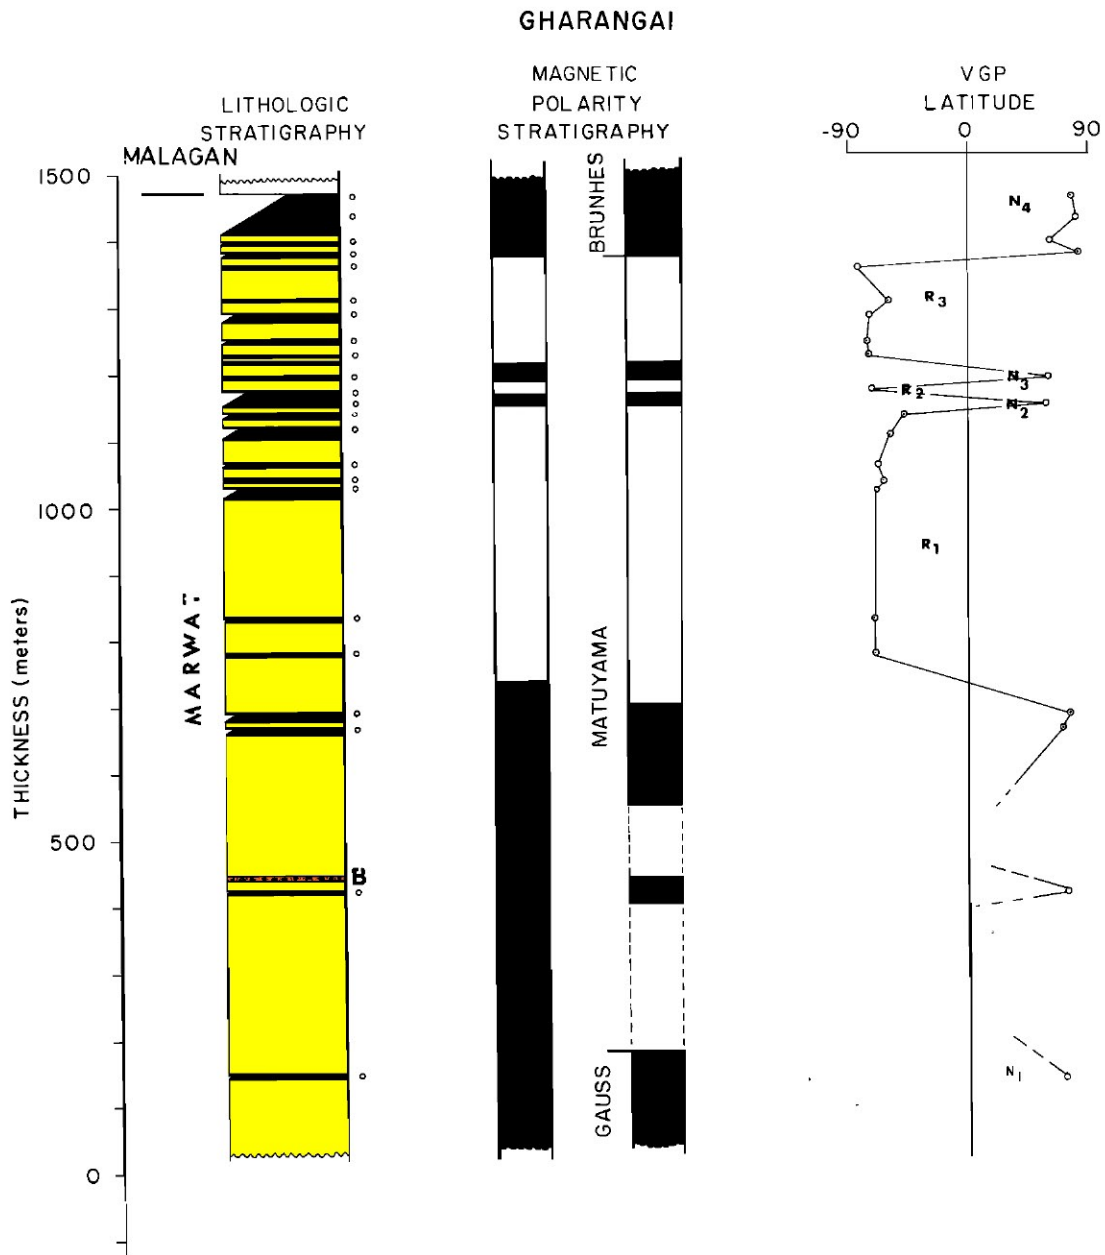 GHARANGAI
LITHOLOGIC
STRATIGRAPHY
MAGNETIC
POLARITY
STRATIGRAPHY
VGP
LATITUDE
-90 0 90
MALAGAN
1500
1000
500
0
THICKNESS (meters)
MARWAT
B
BRUNHES
MATUYAMA
GAUSS
N4
R3
N3
R2
N2
R1
N1